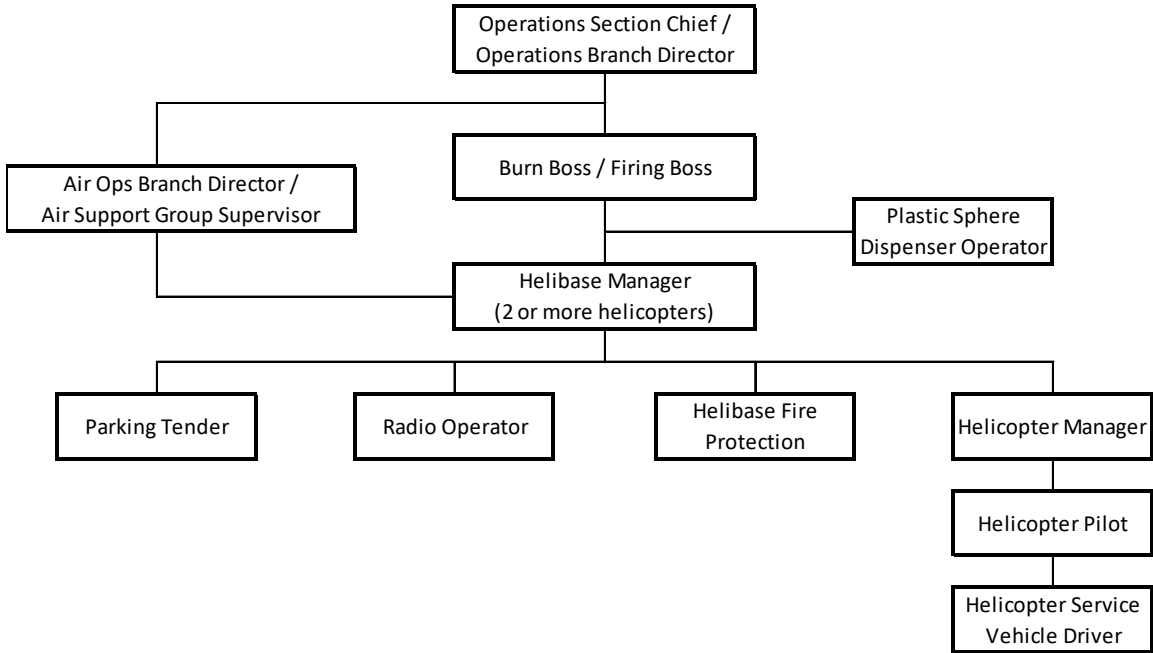 Operations Section Chief /
Operations Branch Director
Burn Boss / Firing Boss
Air Ops Branch Director /
Air Support Group Supervisor
Plastic Sphere
Dispenser Operator
Helibase Manager
(2 or more helicopters)
Parking Tender
Radio Operator
Helibase Fire
Protection
Helicopter Manager
Helicopter Pilot
Helicopter Service
Vehicle Driver